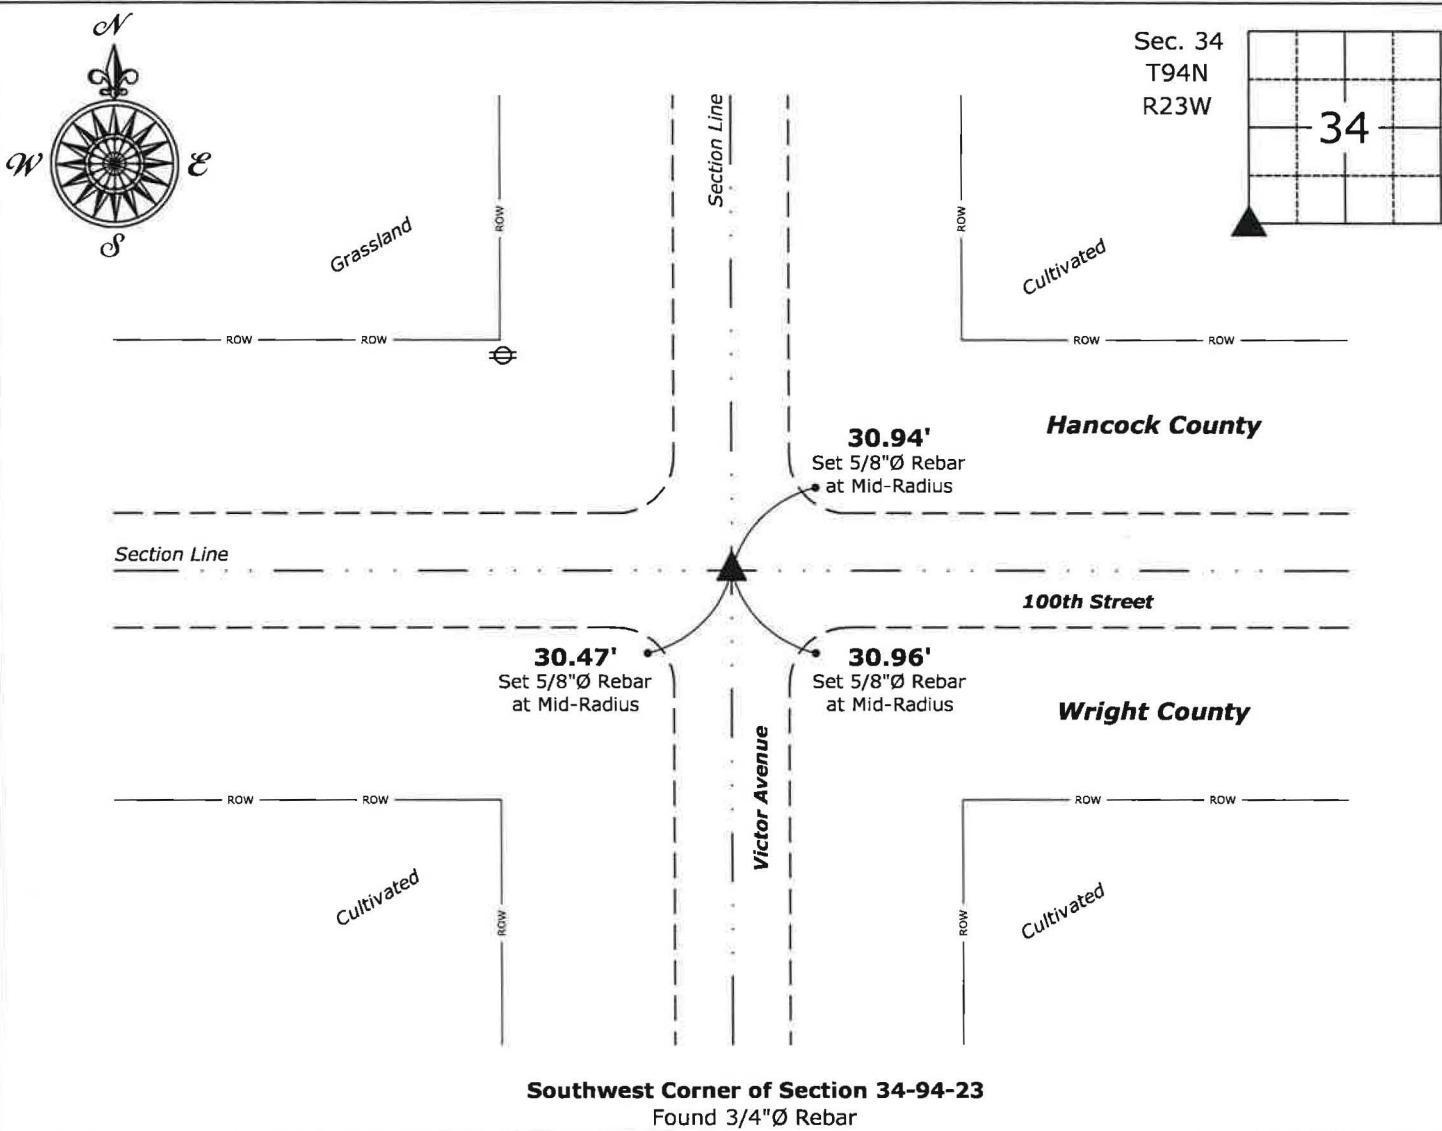 N
W
E
S
Sec. 34
T94N
R23W
34
Section Line
ROW
ROW
Grassland
Cultivated
ROW ROW
ROW ROW
Hancock County
30.94'
Set 5/8"Ø Rebar
at Mid-Radius
Section Line
100th Street
30.47'
Set 5/8"Ø Rebar
at Mid-Radius
30.96'
Set 5/8"Ø Rebar
at Mid-Radius
Wright County
Victor Avenue
ROW ROW
ROW ROW
Cultivated
ROW
ROW
Cultivated
Southwest Corner of Section 34-94-23
Found 3/4"Ø Rebar